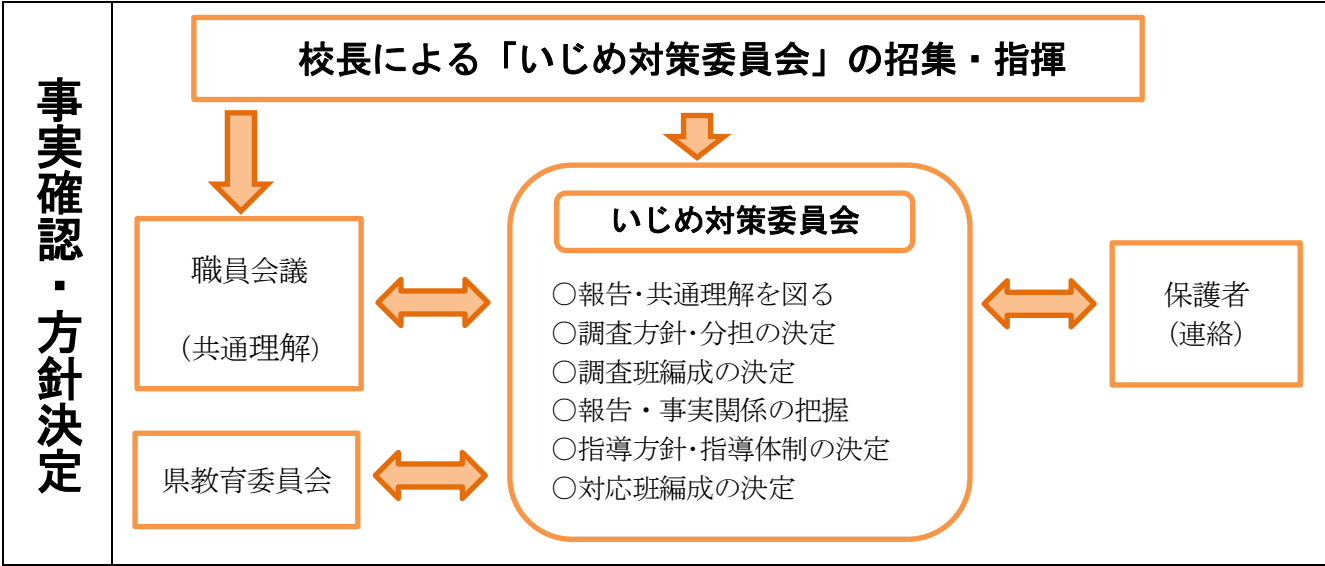 事実確認・方針決定
校長による「いじめ対策委員会」の招集・指揮
職員会議
(共通理解)
県教育委員会
いじめ対策委員会
○報告･共通理解を図る
○調査方針･分担の決定
○調査班編成の決定
○報告・事実関係の把握
○指導方針･指導体制の決定
○対応班編成の決定
保護者
(連絡)